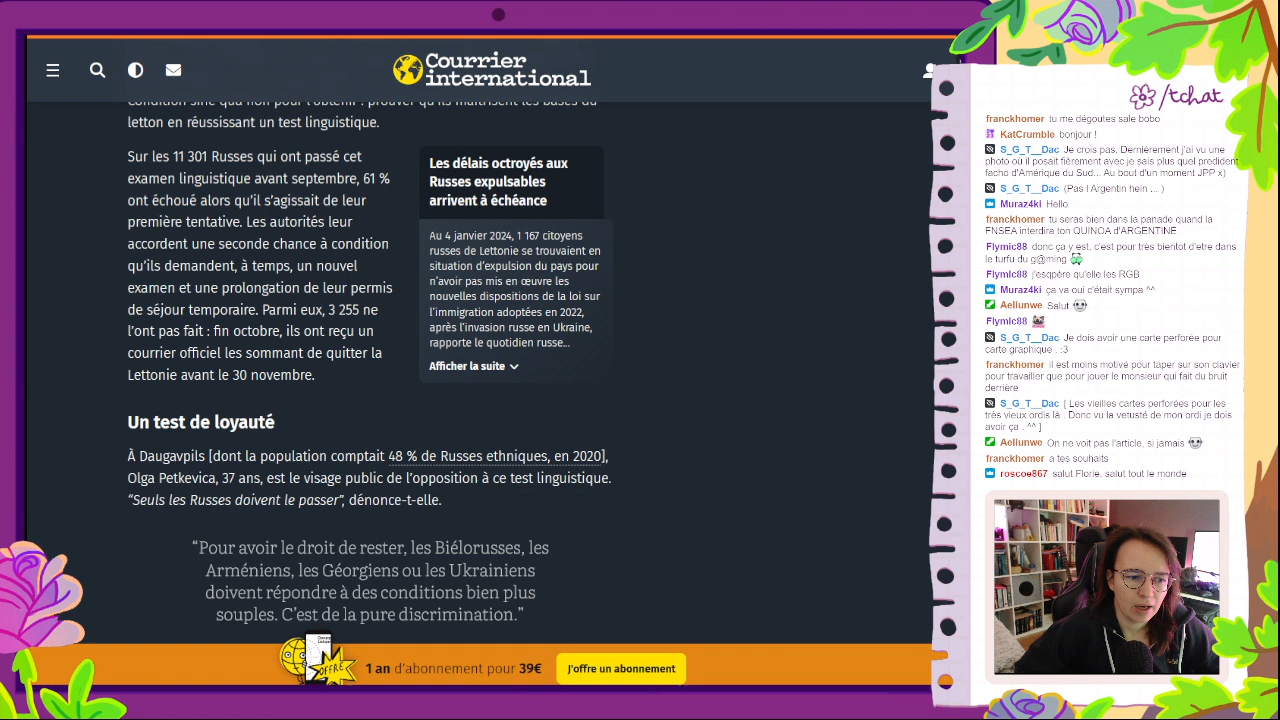 Courrier
international
Condition sine qua non pour l'obtenir : prouver qu'ils maîtrisent les bases du
letton en réussissant un test linguistique.
Sur les 11 301 Russes qui ont passé cet
examen linguistique avant septembre, 61 %
ont échoué alors qu'il s'agissait de leur
première tentative. Les autorités leur
accordent une seconde chance à condition
qu'ils demandent, à temps, un nouvel
examen et une prolongation de leur permis
de séjour temporaire. Parmi eux, 3 255 ne
l'ont pas fait : fin octobre, ils ont reçu un
courrier officiel les sommant de quitter la
Lettonie avant le 30 novembre.
Les délais octroyés aux
Russes expulsables
arrivent à échéance
Au 4 janvier 2024, 1 167 citoyens
russes de Lettonie se trouvaient en
situation d'expulsion du pays pour
n'avoir pas mis en œuvre les
nouvelles dispositions de la loi sur
l'immigration adoptées en 2022,
après l'invasion russe en Ukraine,
rapporte le quotidien russe...
Afficher la suite
Un test de loyauté
À Daugavpils [dont la population comptait 48 % de Russes ethniques, en 2020],
Olga Petkevica, 37 ans, est le visage public de l'opposition à ce test linguistique.
“Seuls les Russes doivent le passer”, dénonce-t-elle.
“Pour avoir le droit de rester, les Biélorusses, les
Arméniens, les Géorgiens ou les Ukrainiens
doivent répondre à des conditions bien plus
souples. C'est de la pure discrimination.”
OFFRE
1 an d'abonnement pour 39€
J'offre un abonnement
/tchat
franckhomer tu me dégoutes sale bobo
KatCrumble bonjour !
S_G_T__Dac Je crois pas. Dernièrement j'ai vu une
photo où il posait fièrement avec je sais plus quel president
facho d'Amérique du Sud... Au bout d'un moment JPP x)
S_G_T__Dac (Pas l Argentin hein ... )
Muraz4ki Hello
franckhomer tu seras bien dans la panade quand la
FNSEA interdira ton QUINOA d'ARGENTINE
Flymic88 donc ça y est, c'est pour très bientot d'etre dans
le turfu du g@ming
Flymic88 j'esqpère qu'elle les RGB
Muraz4ki ça va oui c'était sympa ^^
Aeliunwe Salut
Flymic88
S_G_T__Dac Je dois avoir une carte perforée pour
carte graphique . :3
franckhomer il est moins motivé pour taper sur son clavier
pour travailler que pour jouer le monsieur qui fait du bruit
derrière
S_G_T__Dac [ Les vieilles cartes perforées pour les
très vieux ordis là . Donc vu la vetusté de mon ordi je dois
avoir ça . ^^ ]
Aeliunwe On ne voit pas l'article, si jamais
franckhomer a tes souhaits
roscoe867 salut Florie, salut tout le monde